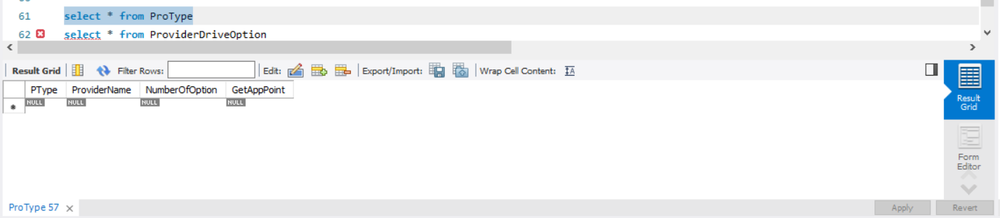 61 select * from ProType
62 select * from ProviderDriveOption
Result Grid Filter Rows: Edit: Export/Import: Wrap Cell Content: IA
PType ProviderName NumberOfOption GetAppPoint
NULL NULL NULL NULL
Result
Grid
Form
Editor
ProType 57 ×
Apply Revert